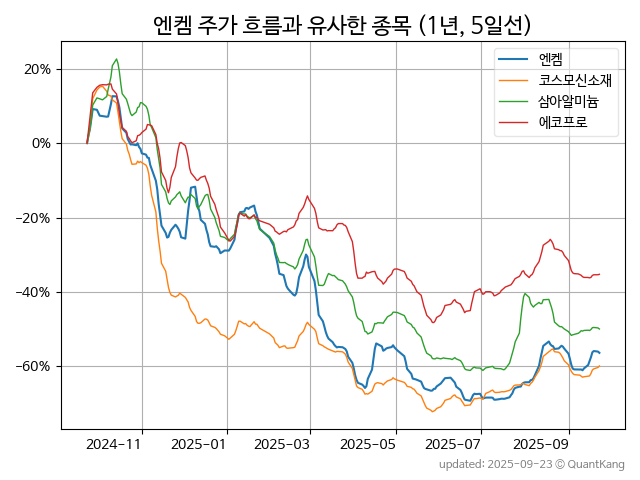 엔켐 주가 흐름과 유사한 종목 (1년, 5일선)
엔켐
코스모신소재
삼아알미늄
에코프로
20%
0%
−20%
−40%
−60%
2024-11 2025-01 2025-03 2025-05 2025-07 2025-09
updated: 2025-09-23 © QuantKang